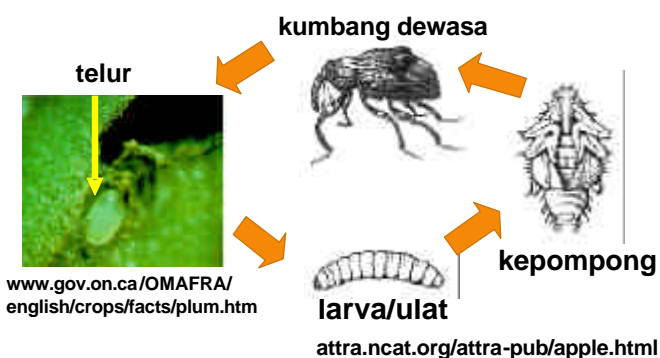 kumbang dewasa
telur
kepompong
www.gov.on.ca/OMAFRA/
english/crops/facts/plum.htm
larva/ulat
attra.ncat.org/attra-pub/apple.html